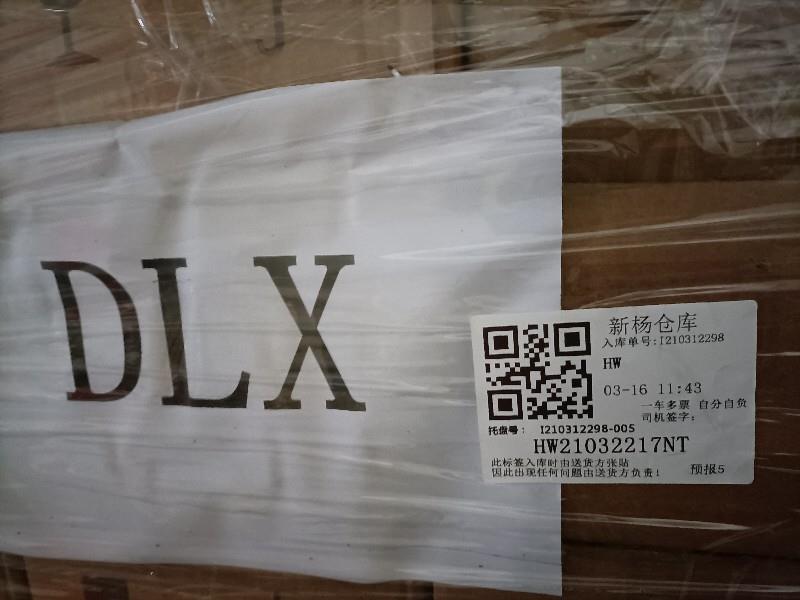 DLX
新杨仓库
入库单号:I210312298
HW
03-16 11:43
一车多票 自分自负
司机签字:
托盘号: I210312298-005
HW21032217NT
此标签入库时由送货方张贴
因此出现任何问题由送货方负责!
预报5